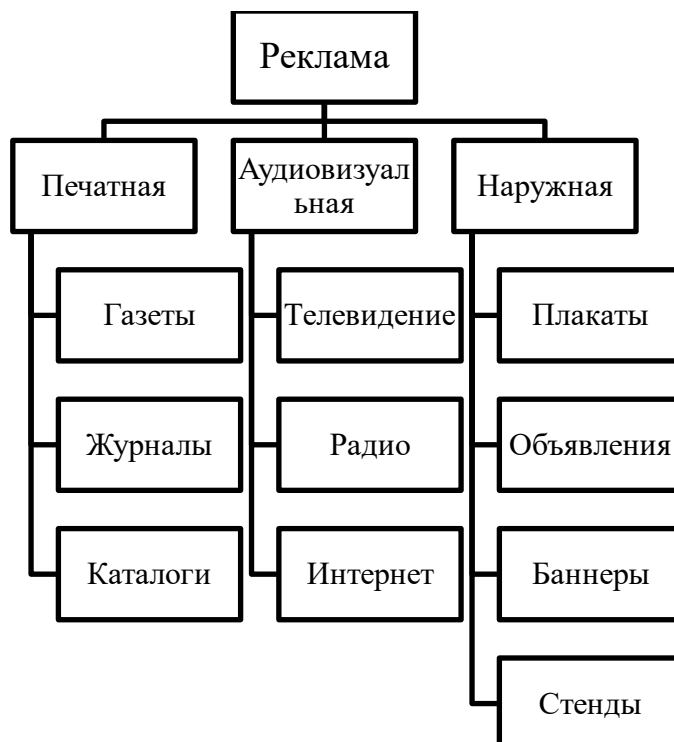 Реклама
Печатная
Аудиовизуал
ьная
Наружная
Газеты
Телевидение
Плакаты
Журналы
Радио
Объявления
Каталоги
Интернет
Баннеры
Стенды